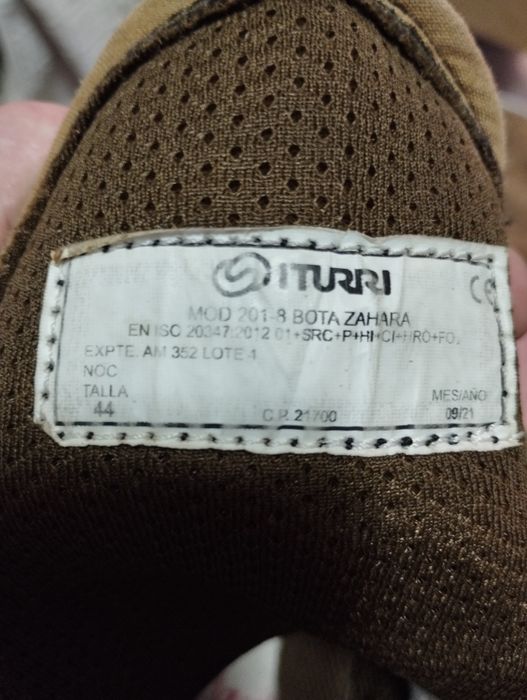 ITURRI CE
MOD 201-8 BOTA ZAHARA
EN ISO 20347:2012 01+SRC+P+HI+CI+HRO+FO.
EXPTE. AM 352 LOTE 1
NOC
TALLA MES/AÑO
44 C.P. 21700 09/21